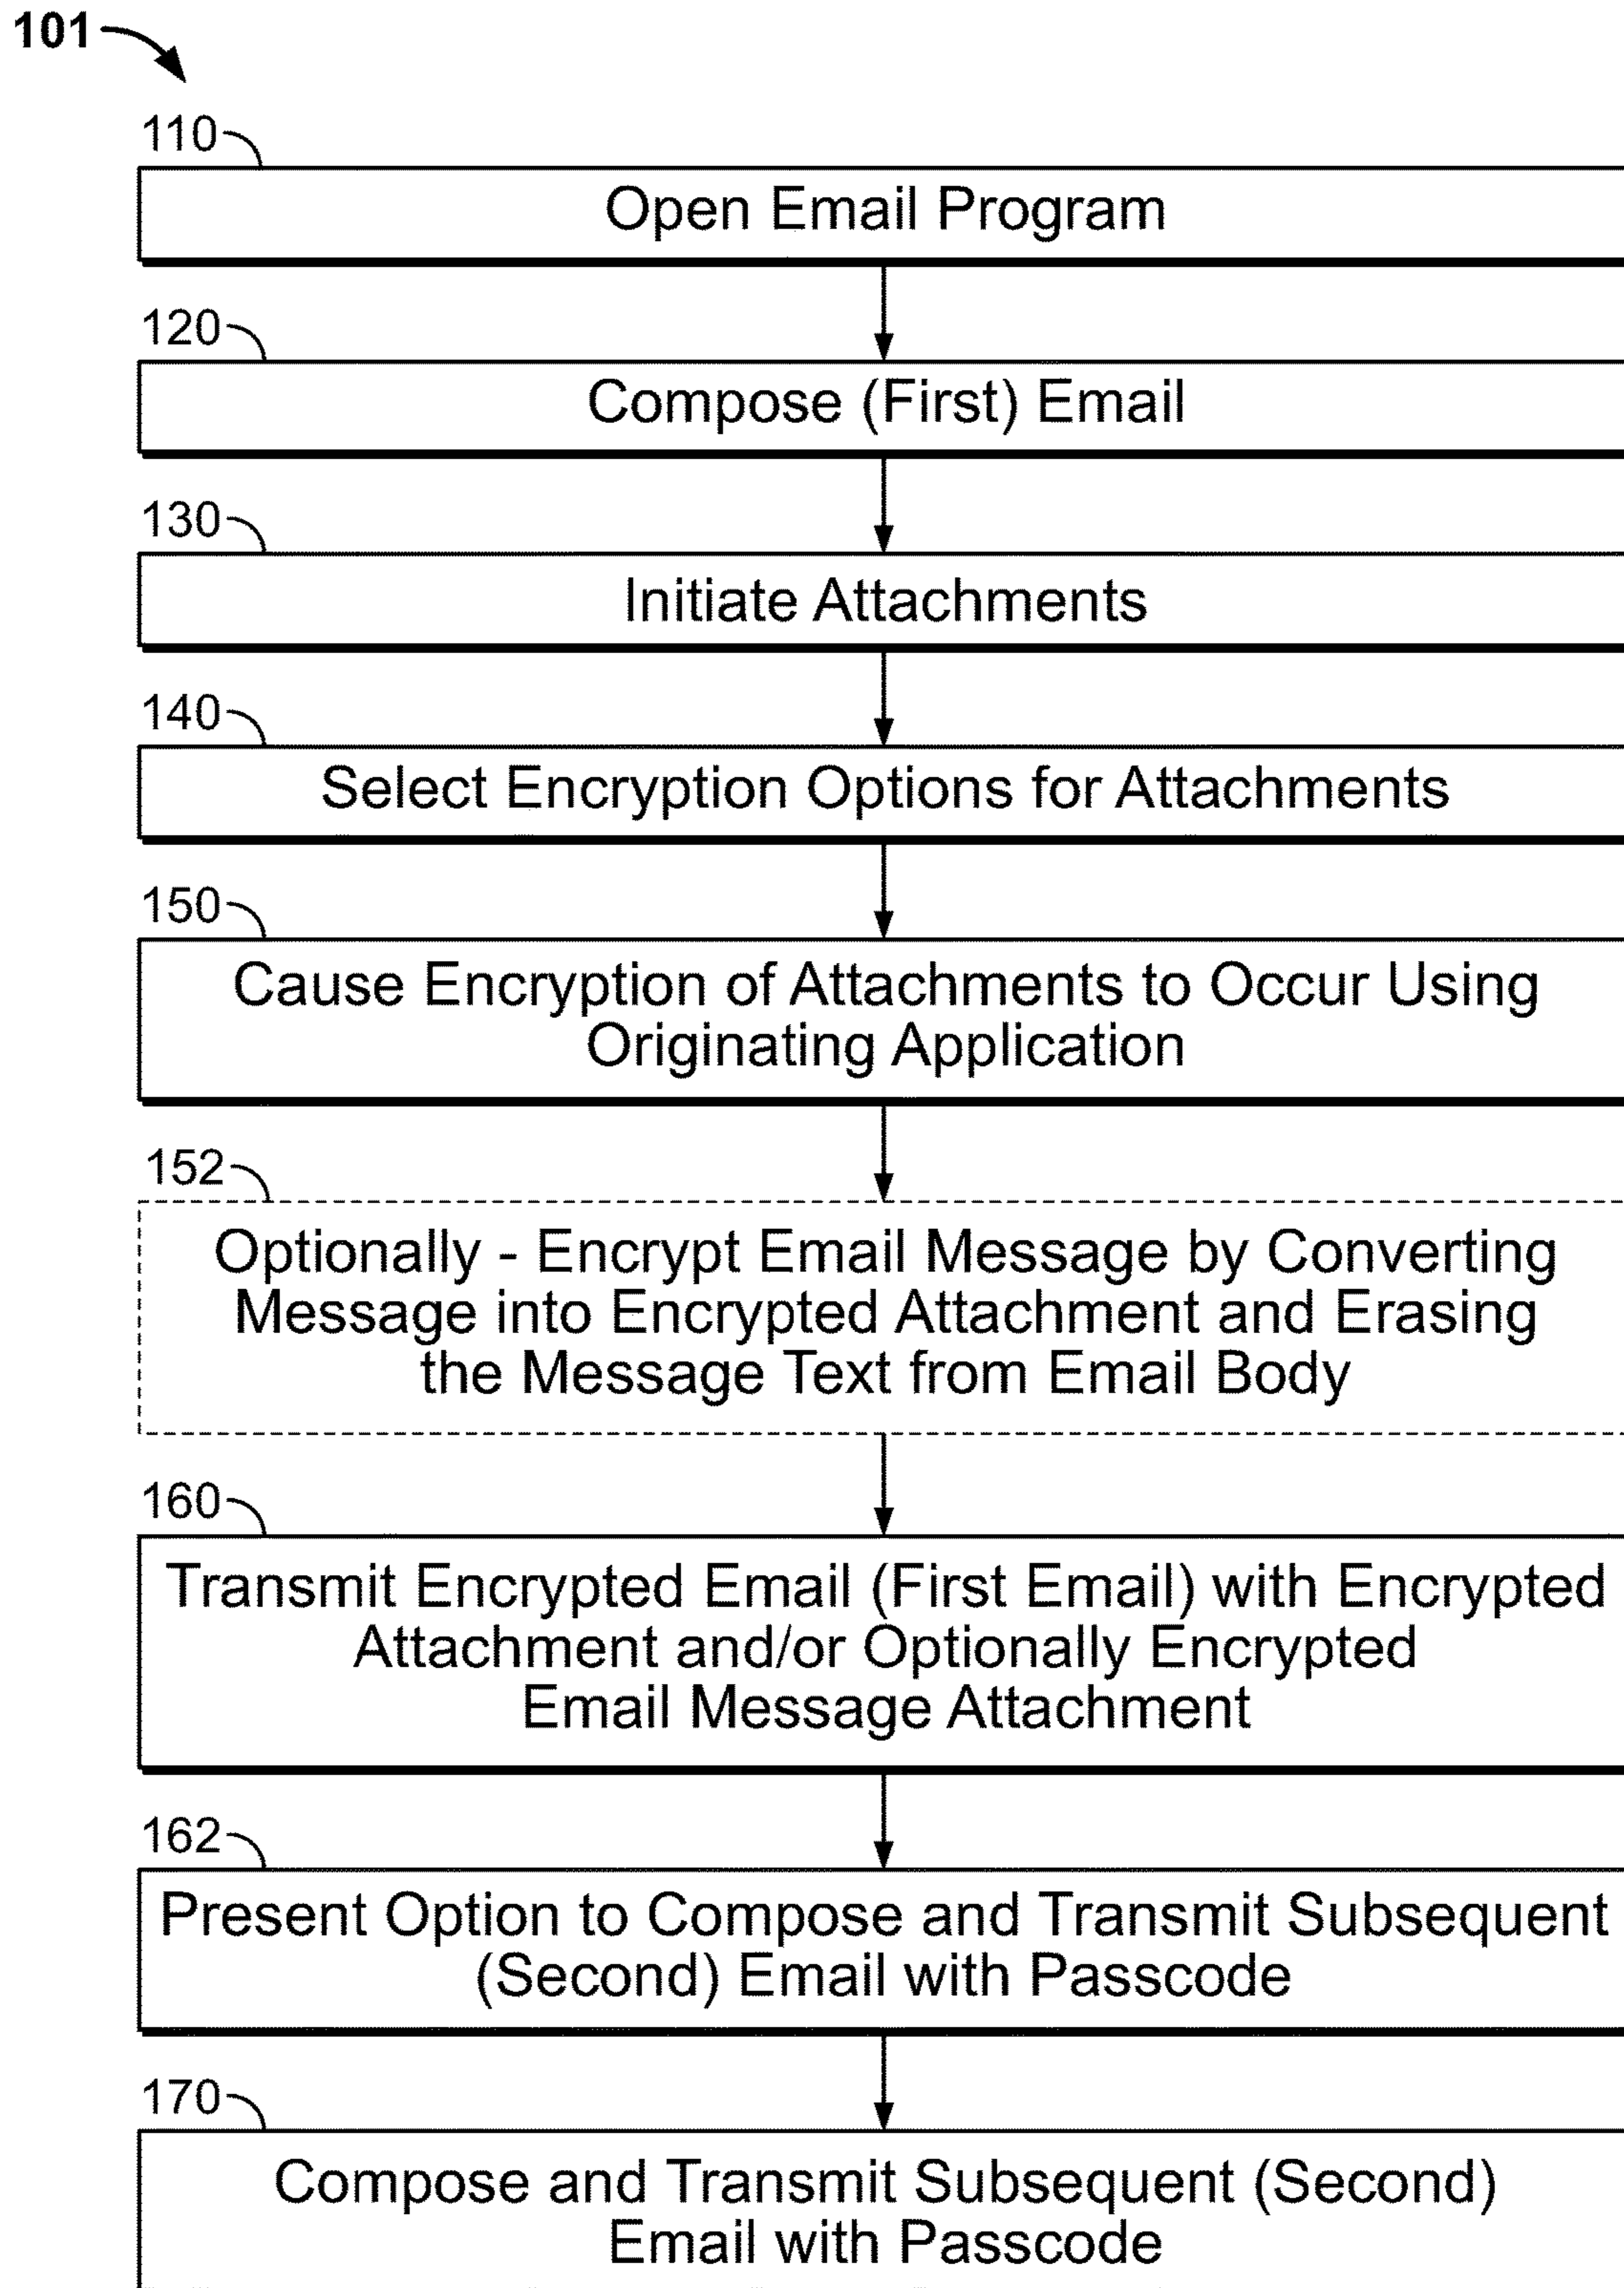 101
110
Open Email Program
120
Compose (First) Email
130
Initiate Attachments
140
Select Encryption Options for Attachments
150
Cause Encryption of Attachments to Occur Using
Originating Application
152
Optionally - Encrypt Email Message by Converting
Message into Encrypted Attachment and Erasing
the Message Text from Email Body
160
Transmit Encrypted Email (First Email) with Encrypted
Attachment and/or Optionally Encrypted
Email Message Attachment
162
Present Option to Compose and Transmit Subsequent
(Second) Email with Passcode
170
Compose and Transmit Subsequent (Second)
Email with Passcode